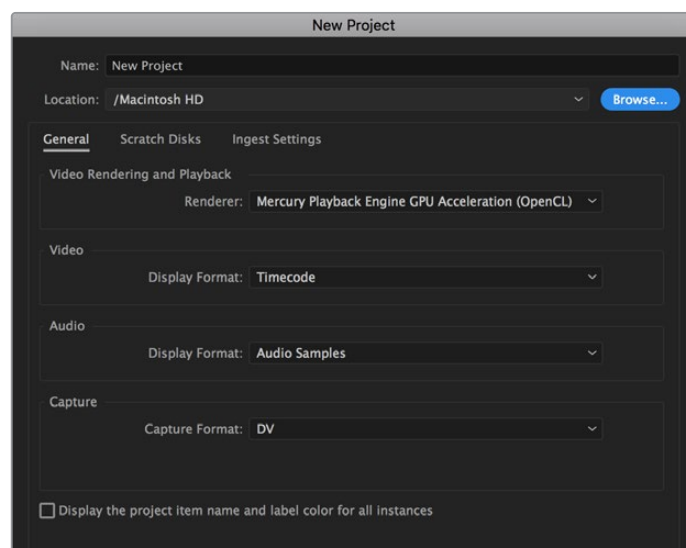 New Project
Name: New Project
Location: /Macintosh HD Browse...
General Scratch Disks Ingest Settings
Video Rendering and Playback
Renderer: Mercury Playback Engine GPU Acceleration (OpenCL)
Video
Display Format: Timecode
Audio
Display Format: Audio Samples
Capture
Capture Format: DV
Display the project item name and label color for all instances